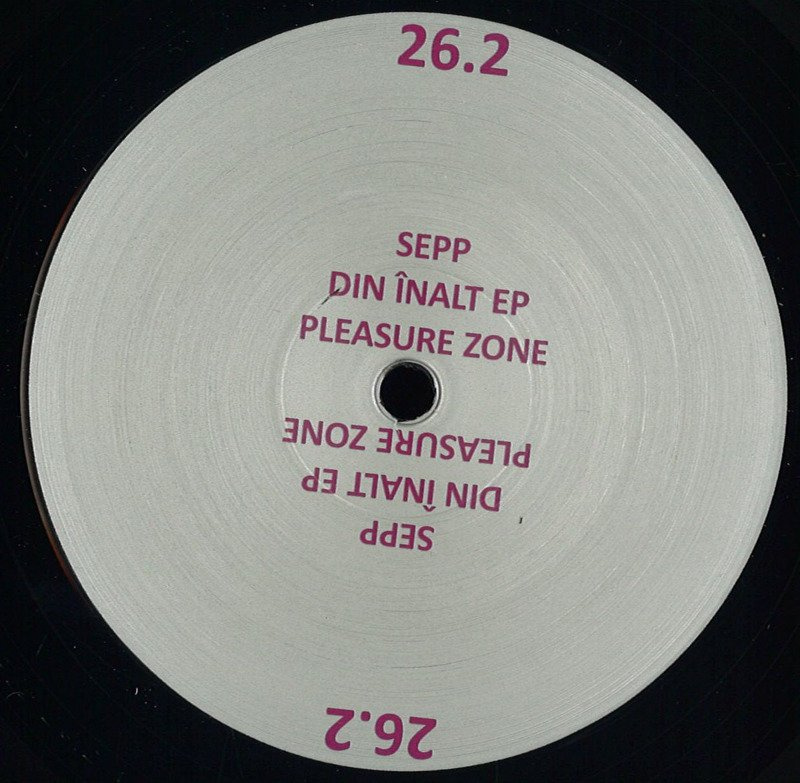 26.2
SEPP
DIN ÎNALT EP
PLEASURE ZONE
PLEASURE ZONE
DIN ÎNALT EP
SEPP
26.2